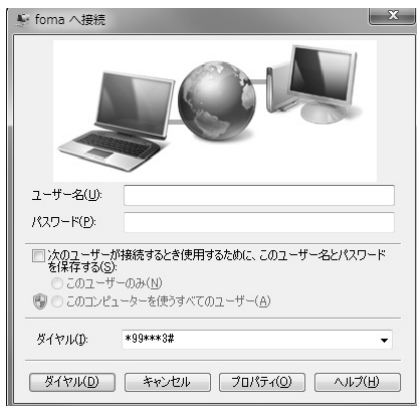 foma へ接続
ユーザー名(U):
パスワード(P):
次のユーザーが接続するとき使用するために、このユーザー名とパスワード
を保存する(S):
このユーザーのみ(N)
このコンピューターを使うすべてのユーザー(A)
ダイヤル(I): *99***3#
ダイヤル(D) キャンセル プロパティ(O) ヘルプ(H)